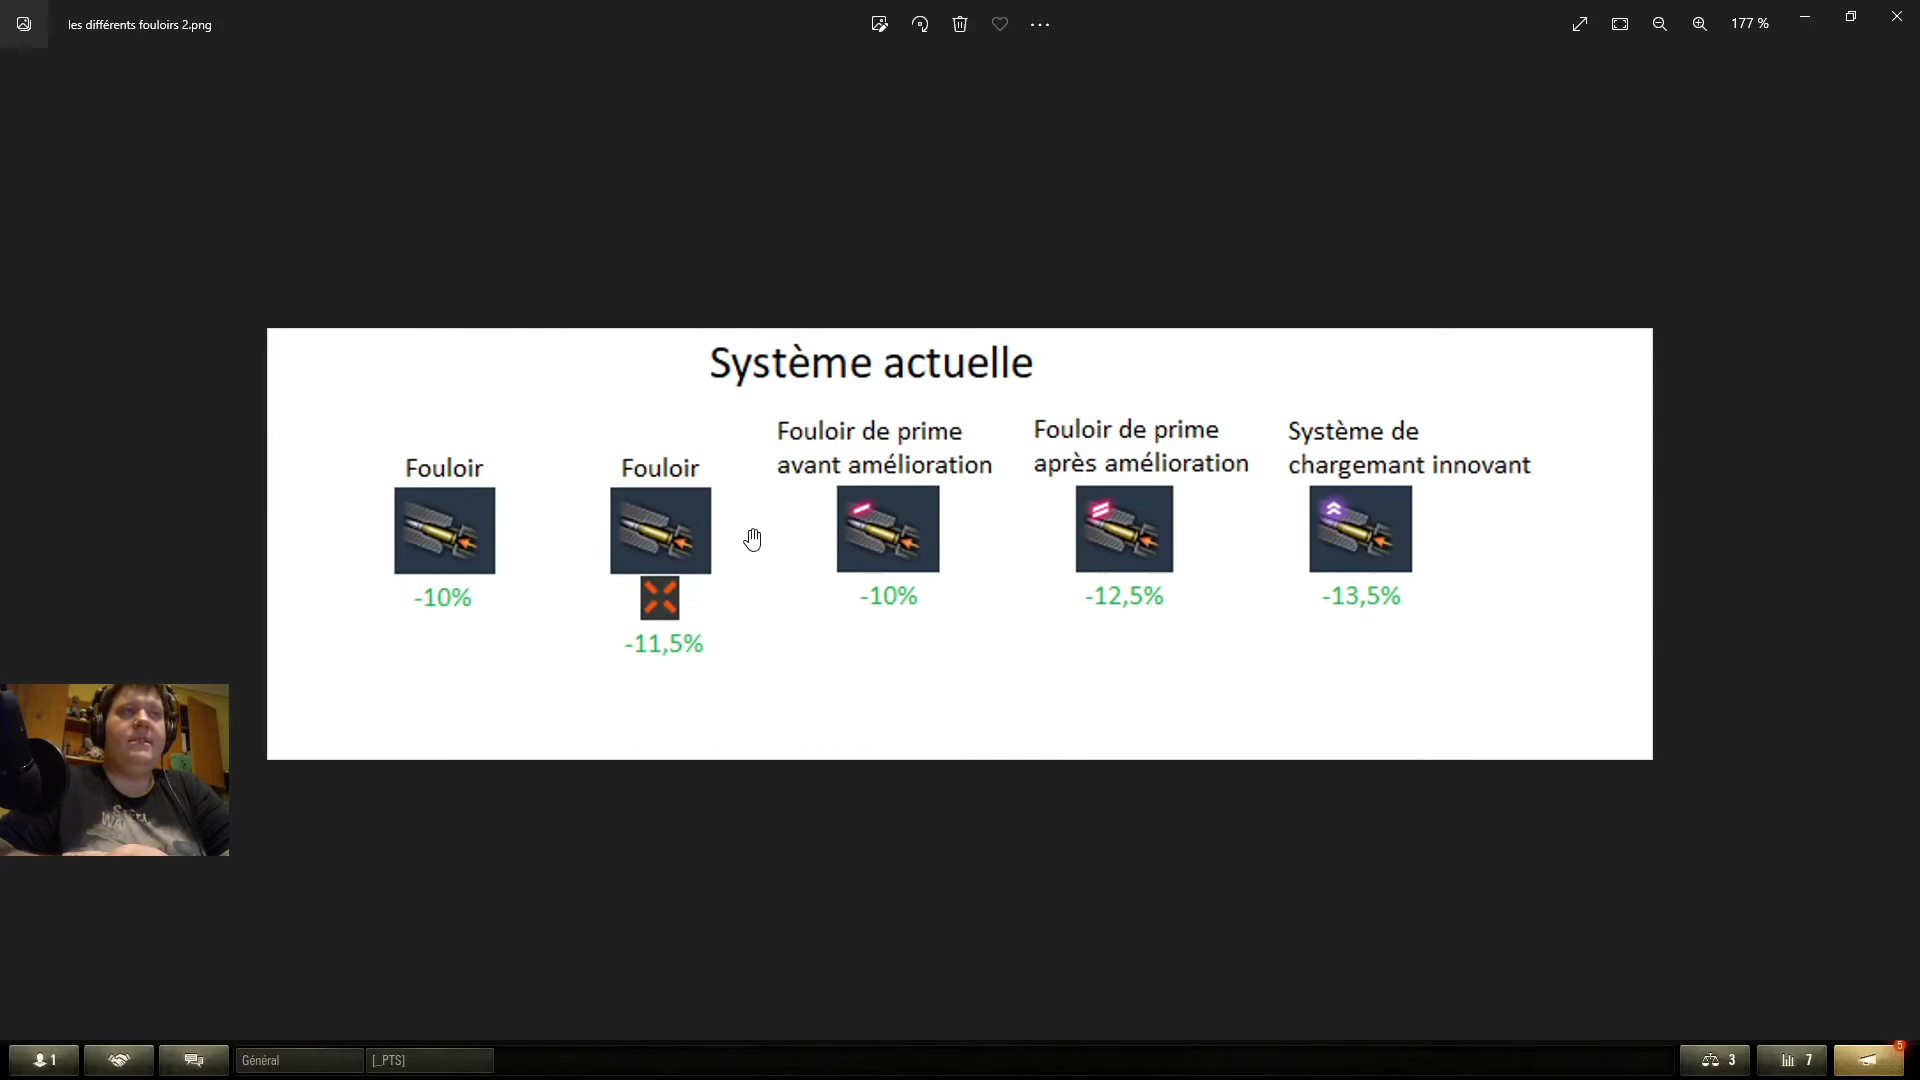 les différents fouloirs 2.png
177 %
Système actuelle
Fouloir
Fouloir
Fouloir de prime
avant amélioration
Fouloir de prime
après amélioration
Système de
chargemant innovant
-10%
-11,5%
-10%
-12,5%
-13,5%
1
Général
[_PTS]
3
7
5